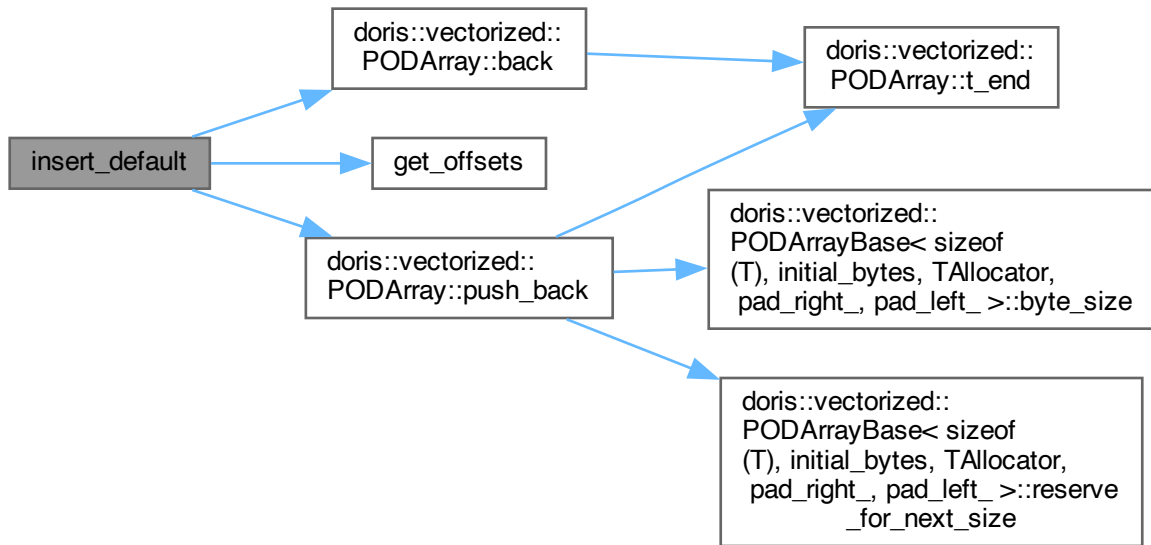 insert_default
doris::vectorized::
PODArray::back
get_offsets
doris::vectorized::
PODArray::push_back
doris::vectorized::
PODArray::t_end
doris::vectorized::
PODArrayBase< sizeof
(T), initial_bytes, TAllocator,
pad_right_, pad_left_ >::byte_size
doris::vectorized::
PODArrayBase< sizeof
(T), initial_bytes, TAllocator,
pad_right_, pad_left_ >::reserve
_for_next_size